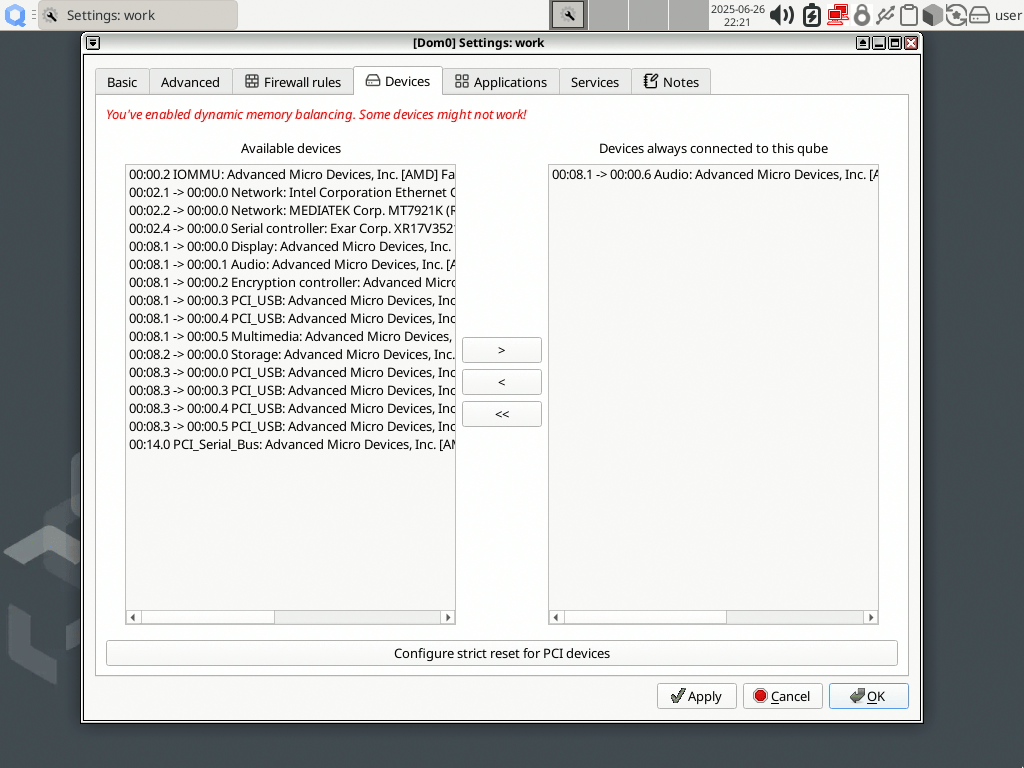 Settings: work
2025-06-26
22:21
user
[Dom0] Settings: work
Basic
Advanced
Firewall rules
Devices
Applications
Services
Notes
You've enabled dynamic memory balancing. Some devices might not work!
Available devices
Devices always connected to this qube
00:00.2 IOMMU: Advanced Micro Devices, Inc. [AMD] Fa
00:02.1 -> 00:00.0 Network: Intel Corporation Ethernet C
00:02.2 -> 00:00.0 Network: MEDIATEK Corp. MT7921K (R
00:02.4 -> 00:00.0 Serial controller: Exar Corp. XR17V352
00:08.1 -> 00:00.0 Display: Advanced Micro Devices, Inc.
00:08.1 -> 00:00.1 Audio: Advanced Micro Devices, Inc. [A
00:08.1 -> 00:00.2 Encryption controller: Advanced Micro
00:08.1 -> 00:00.3 PCI_USB: Advanced Micro Devices, Inc
00:08.1 -> 00:00.4 PCI_USB: Advanced Micro Devices, Inc
00:08.1 -> 00:00.5 Multimedia: Advanced Micro Devices,
00:08.2 -> 00:00.0 Storage: Advanced Micro Devices, Inc.
00:08.3 -> 00:00.0 PCI_USB: Advanced Micro Devices, Inc
00:08.3 -> 00:00.3 PCI_USB: Advanced Micro Devices, Inc
00:08.3 -> 00:00.4 PCI_USB: Advanced Micro Devices, Inc
00:08.3 -> 00:00.5 PCI_USB: Advanced Micro Devices, Inc
00:14.0 PCI_Serial_Bus: Advanced Micro Devices, Inc. [AM
>
<
<<
00:08.1 -> 00:00.6 Audio: Advanced Micro Devices, Inc. [A
Configure strict reset for PCI devices
Apply
Cancel
OK